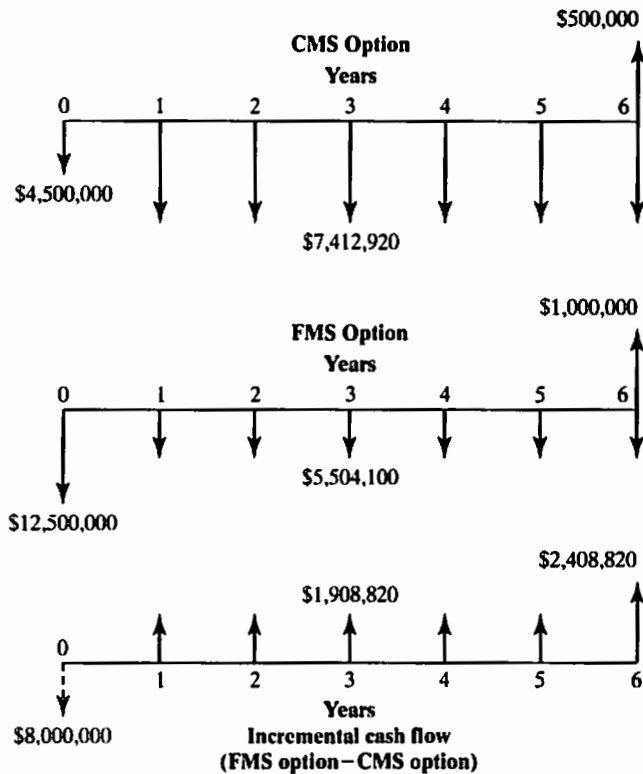 $500,000
CMS Option
Years
0 1 2 3 4 5 6
$4,500,000
$7,412,920
$1,000,000
FMS Option
Years
0 1 2 3 4 5 6
$5,504,100
$12,500,000
$2,408,820
$1,908,820
0
1 2 3 4 5 6
$8,000,000
Years
Incremental cash flow
(FMS option−CMS option)